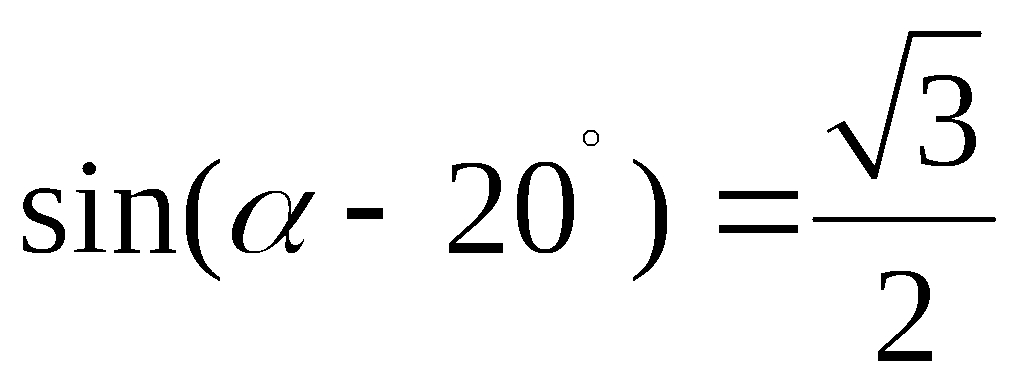 sin(α - 20°) = √3/2